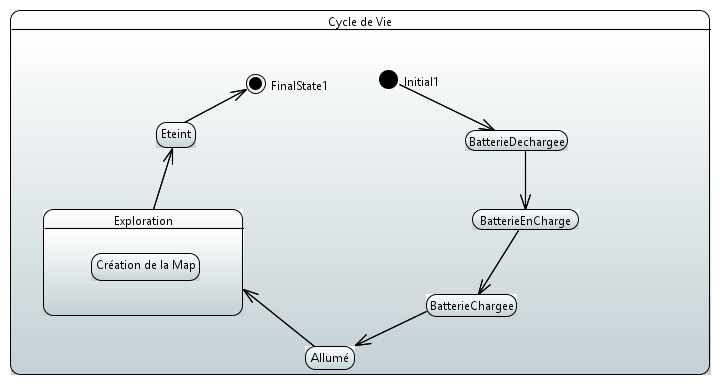 Cycle de Vie
FinalState1
Initial1
Eteint
BatterieDechargee
Exploration
BatterieEnCharge
Création de la Map
BatterieChargee
Allumé